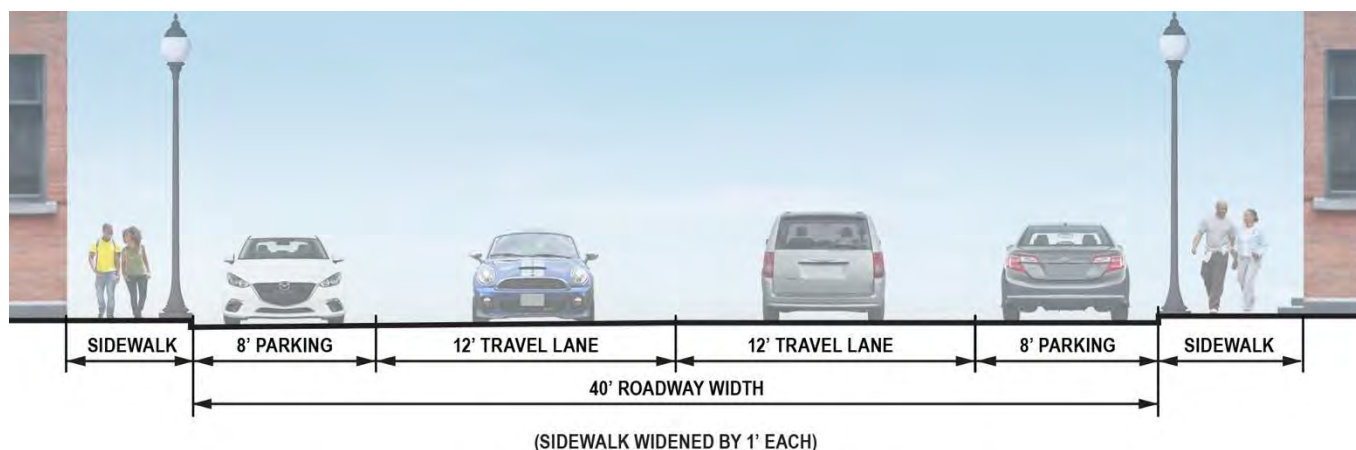 SIDEWALK 8’ PARKING 12’ TRAVEL LANE 12’ TRAVEL LANE 8’ PARKING SIDEWALK
40’ ROADWAY WIDTH
(SIDEWALK WIDENED BY 1’ EACH)